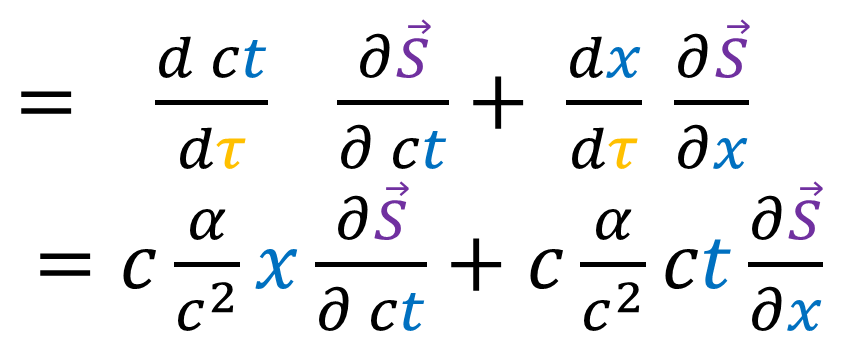 = d ct/dτ ∂S⃗/∂ ct + dx/dτ ∂S⃗/∂x
= c α/c² x ∂S⃗/∂ ct + c α/c² ct ∂S⃗/∂x